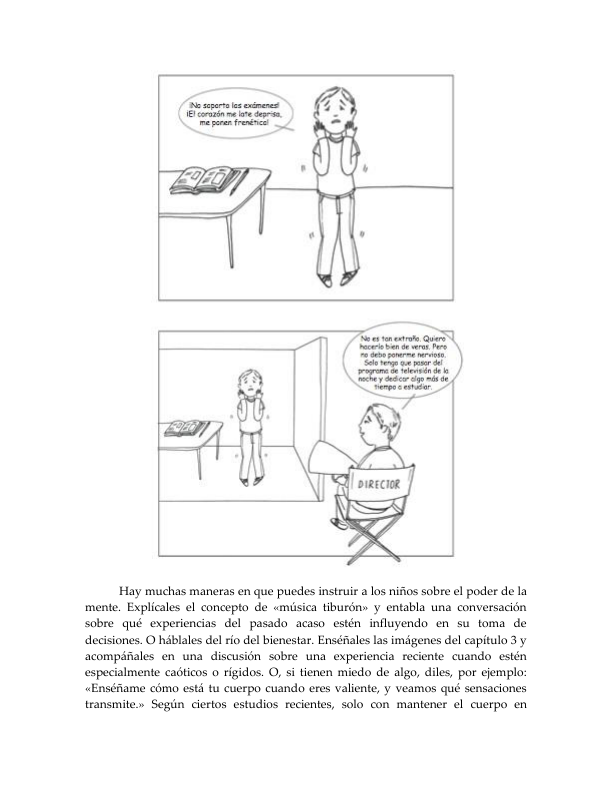 ¡No soporto los exámenes!
¡El corazón me late deprisa,
me ponen frenético!
No es tan extraño. Quiero
hacerlo bien de veras. Pero
no debo ponerme nervioso.
Solo tengo que pasar del
programa de televisión de la
noche y dedicar algo más de
tiempo a estudiar.
DIRECTOR
Hay muchas maneras en que puedes instruir a los niños sobre el poder de la
mente. Explícales el concepto de «música tiburón» y entabla una conversación
sobre qué experiencias del pasado acaso estén influyendo en su toma de
decisiones. O háblales del río del bienestar. Enséñales las imágenes del capítulo 3 y
acompáñales en una discusión sobre una experiencia reciente cuando estén
especialmente caóticos o rígidos. O, si tienen miedo de algo, diles, por ejemplo:
«Enséñame cómo está tu cuerpo cuando eres valiente, y veamos qué sensaciones
transmite.» Según ciertos estudios recientes, solo con mantener el cuerpo en